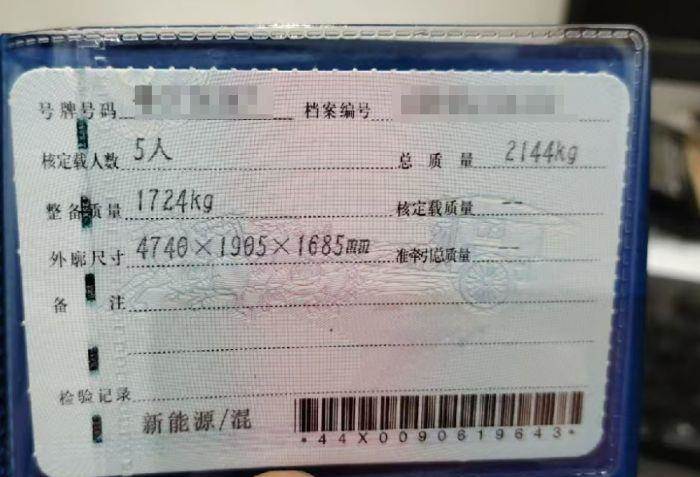 号牌号码 档案编号
核定载人数 5人 总质量 2144kg
整备质量 1724kg 核定载质量 --
外廓尺寸 4740×1905×1685mm 准牵引总质量 --
备注
检验记录
新能源/混
*44X0090619643*